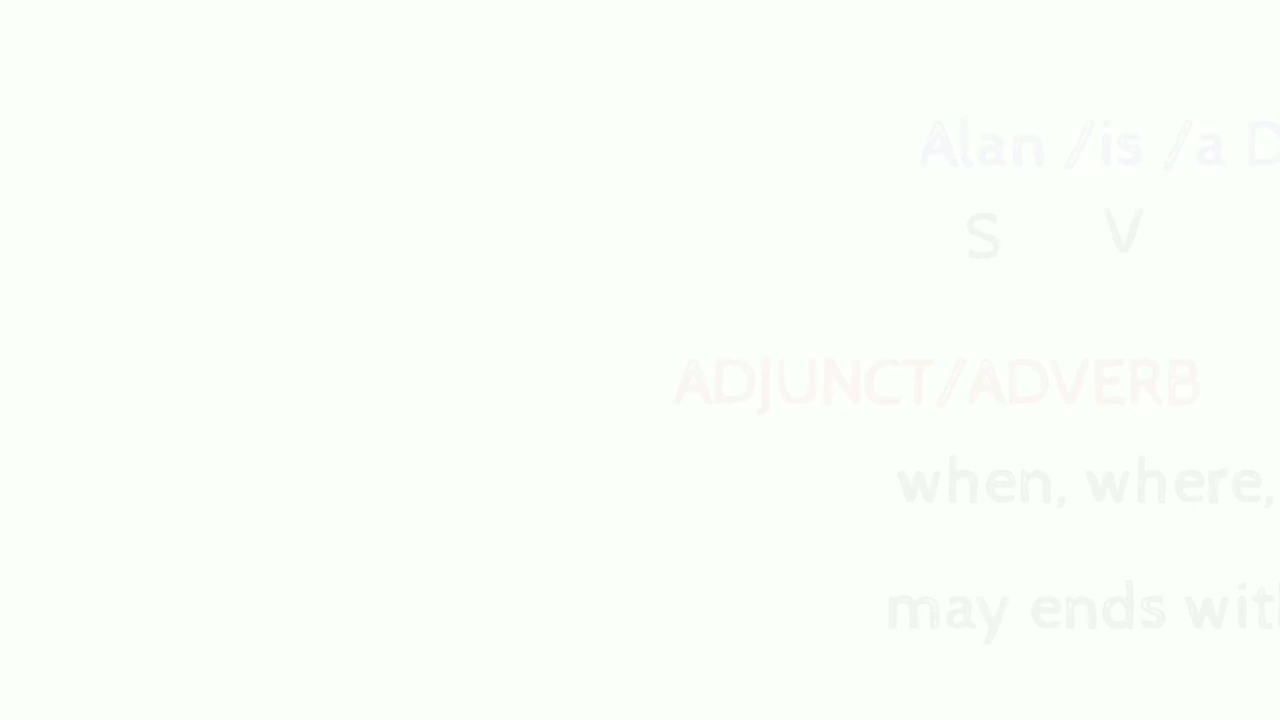 Alan /is /a D
S V
ADJUNCT/ADVERB
when, where,
may ends with